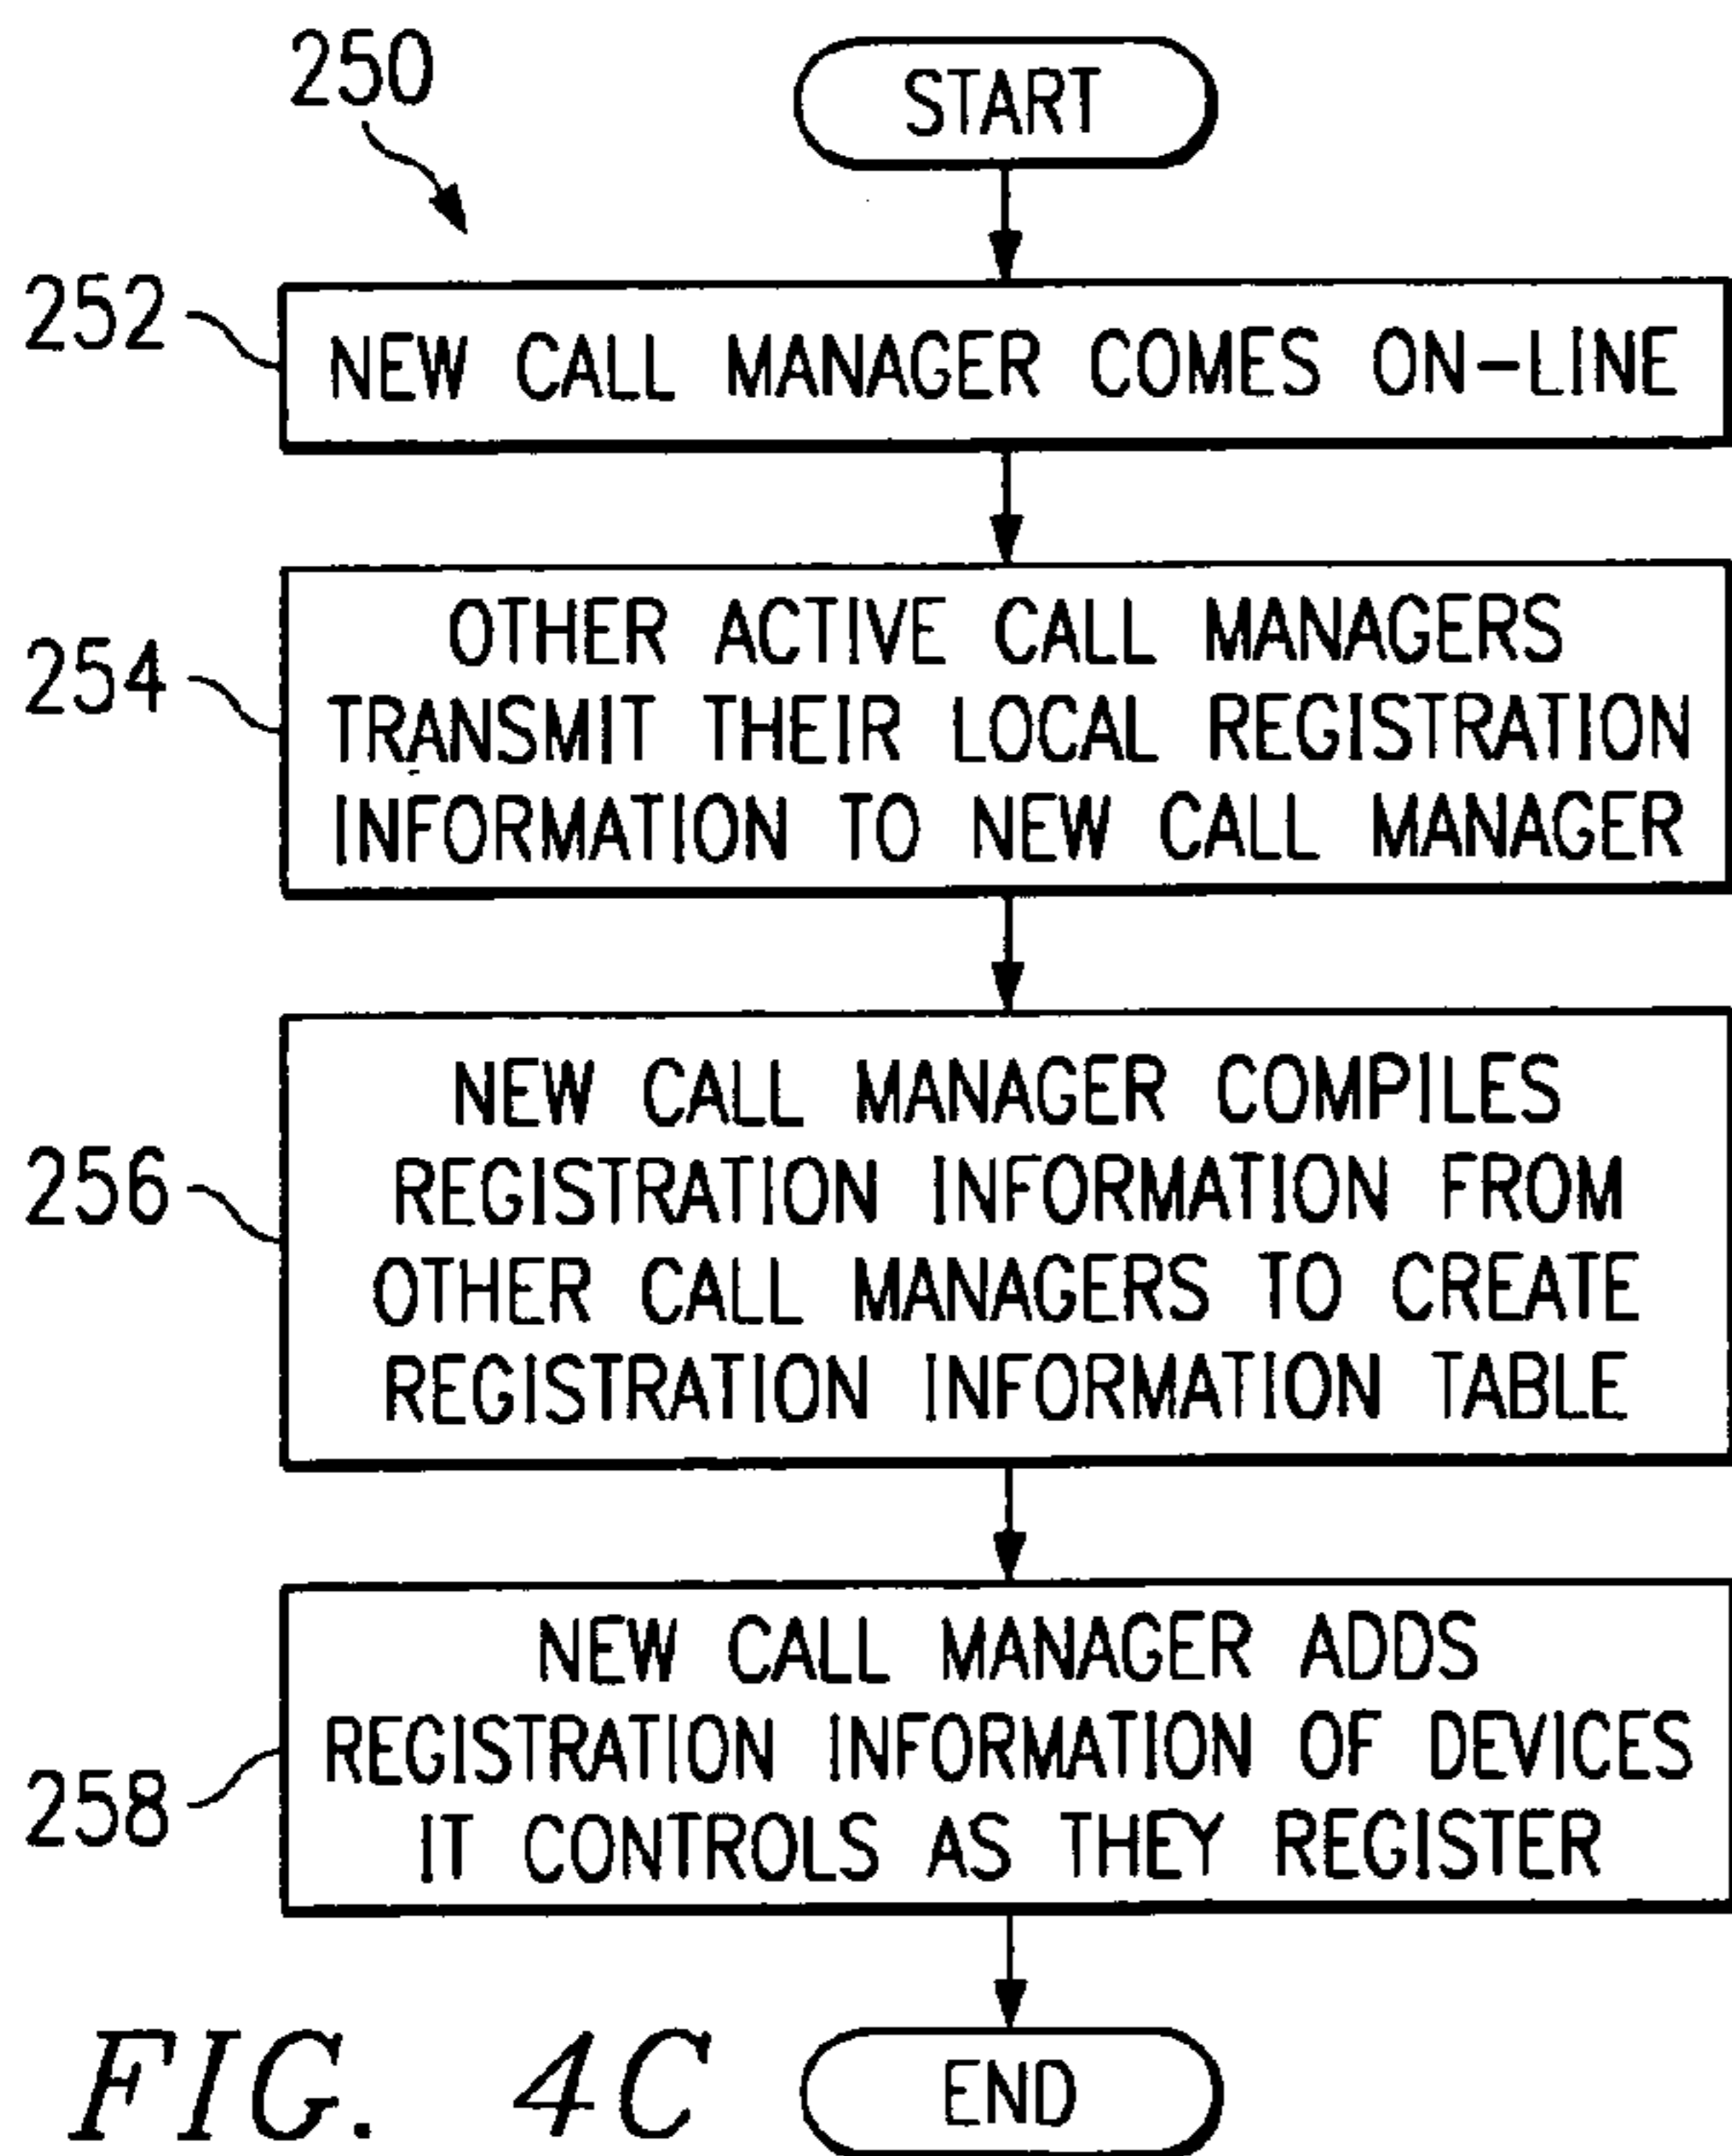 250
START
252
NEW CALL MANAGER COMES ON-LINE
254
OTHER ACTIVE CALL MANAGERS
TRANSMIT THEIR LOCAL REGISTRATION
INFORMATION TO NEW CALL MANAGER
256
NEW CALL MANAGER COMPILES
REGISTRATION INFORMATION FROM
OTHER CALL MANAGERS TO CREATE
REGISTRATION INFORMATION TABLE
258
NEW CALL MANAGER ADDS
REGISTRATION INFORMATION OF DEVICES
IT CONTROLS AS THEY REGISTER
END
FIG. 4C